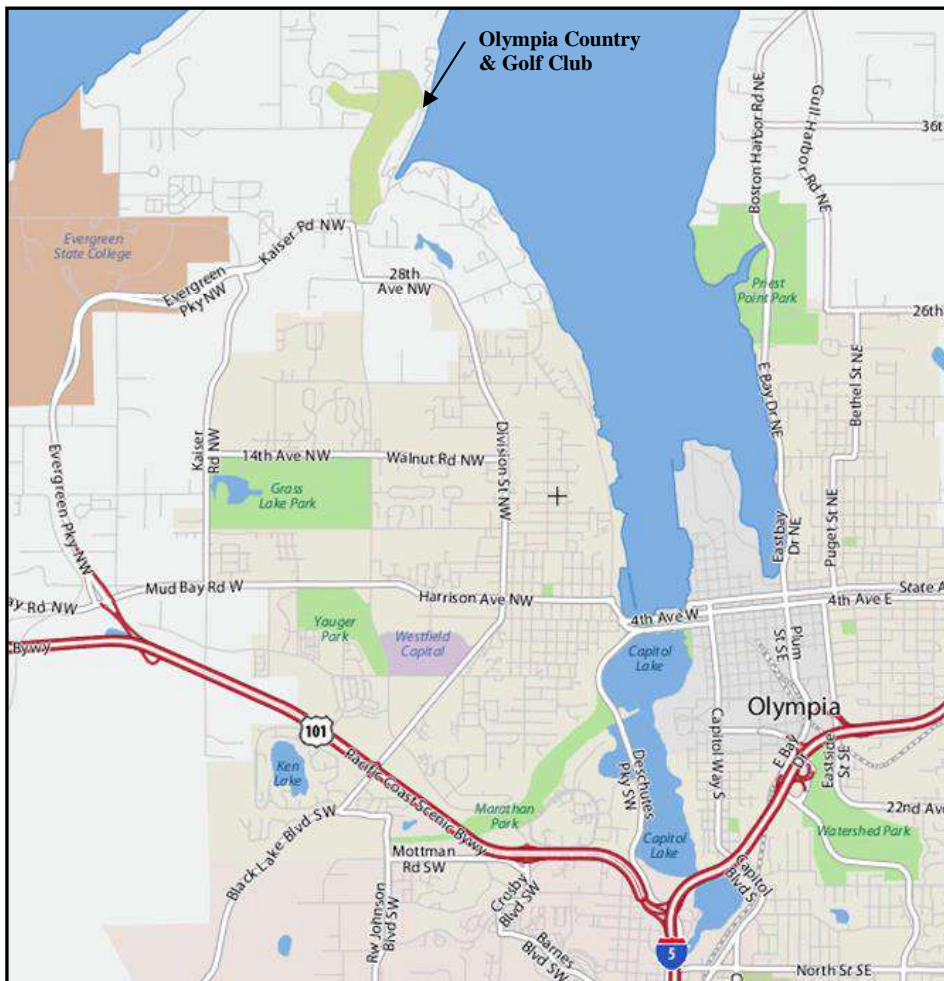 Olympia Country
& Golf Club
Boston Harbor Rd NE
Gull Harbor Rd NE
36th
Evergreen
State College
Kaiser Rd NW
Evergreen
Pky NW
28th
Ave NW
Priest
Point Park
26th
E Bay Dr NE
Bethel St NE
Kaiser
Rd NW
14th Ave NW
Walnut Rd NW
Division St NW
Grass
Lake Park
Evergreen Pky NW
Eastbay
Dr NE
Puget St NE
Mud Bay Rd W
ay Rd NW
Harrison Ave NW
State A
4th Ave W
4th Ave E
Yauger
Park
Westfield
Capital
Capitol
Lake
Plum
St SE
Bywy
Olympia
101
Ken
Lake
Pacific Coast Scenic Bywy
Deschutes
Pky SW
Capitol Way S
E Bay
Dr
Eastside
St SE
Marathan
Park
22nd Av
Watershed Park
Black Lake Blvd SW
Mottman
Rd SW
Capitol
Lake
Capitol
Blvd S
Crosby
Blvd SW
Rw Johnson
Blvd SW
Barnes
Blvd SW
5
North St SE